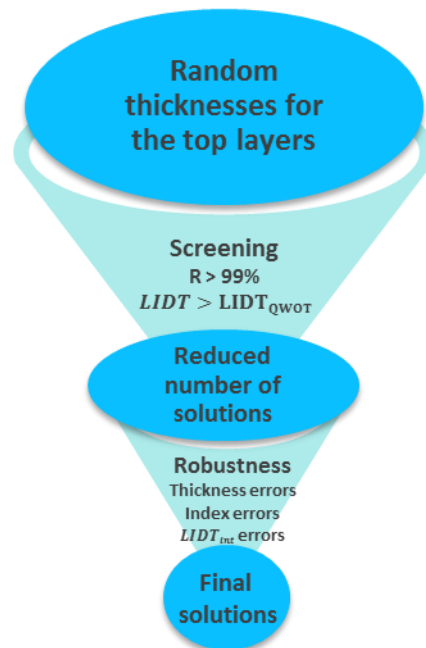 Random
thicknesses for
the top layers
Screening
R > 99%
LIDT > LIDT_QWOT
Reduced
number of
solutions
Robustness
Thickness errors
Index errors
LIDT_int errors
Final
solutions